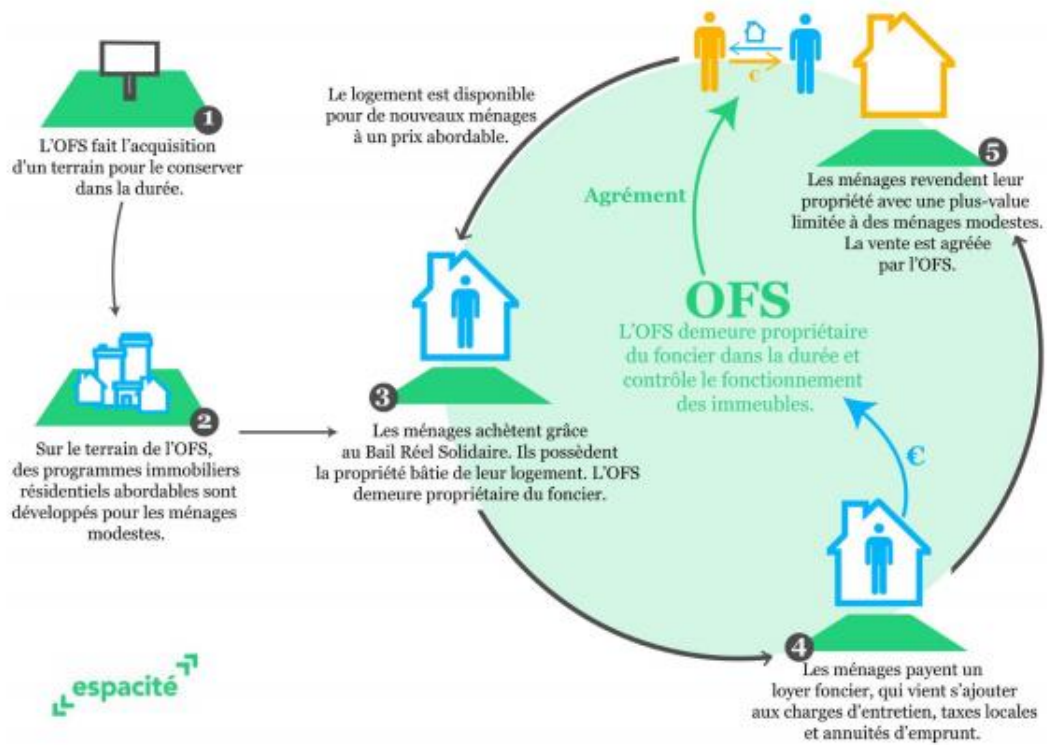 1
L'OFS fait l'acquisition
d'un terrain pour le conserver
dans la durée.
2
Sur le terrain de l'OFS,
des programmes immobiliers
résidentiels abordables sont
développés pour les ménages
modestes.
3
Les ménages achètent grâce
au Bail Réel Solidaire. Ils possèdent
la propriété bâtie de leur logement. L'OFS
demeure propriétaire du foncier.
4
Les ménages payent un
loyer foncier, qui vient s'ajouter
aux charges d'entretien, taxes locales
et annuités d'emprunt.
€
5
Les ménages revendent leur
propriété avec une plus-value
limitée à des ménages modestes.
La vente est agréée
par l'OFS.
€
Le logement est disponible
pour de nouveaux ménages
à un prix abordable.
Agrément
OFS
L'OFS demeure propriétaire
du foncier dans la durée et
contrôle le fonctionnement
des immeubles.
espacité